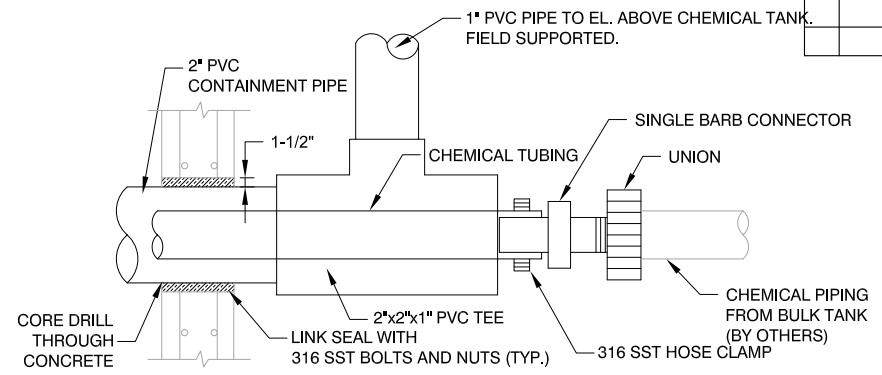 1" PVC PIPE TO EL. ABOVE CHEMICAL TANK.
FIELD SUPPORTED.
2" PVC
CONTAINMENT PIPE
1-1/2"
SINGLE BARB CONNECTOR
CHEMICAL TUBING
UNION
CORE DRILL
THROUGH
CONCRETE
2"x2"x1" PVC TEE
LINK SEAL WITH
316 SST BOLTS AND NUTS (TYP.)
316 SST HOSE CLAMP
CHEMICAL PIPING
FROM BULK TANK
(BY OTHERS)